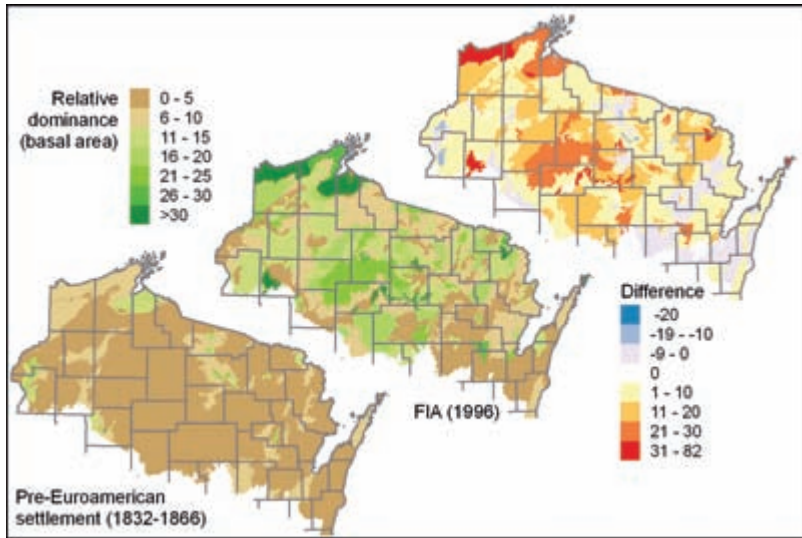 Relative
dominance
(basal area)
0 - 5
6 - 10
11 - 15
16 - 20
21 - 25
26 - 30
>30
Difference
-20
-19 - -10
-9 - 0
0
1 - 10
11 - 20
21 - 30
31 - 82
FIA (1996)
Pre-Euroamerican
settlement (1832-1866)